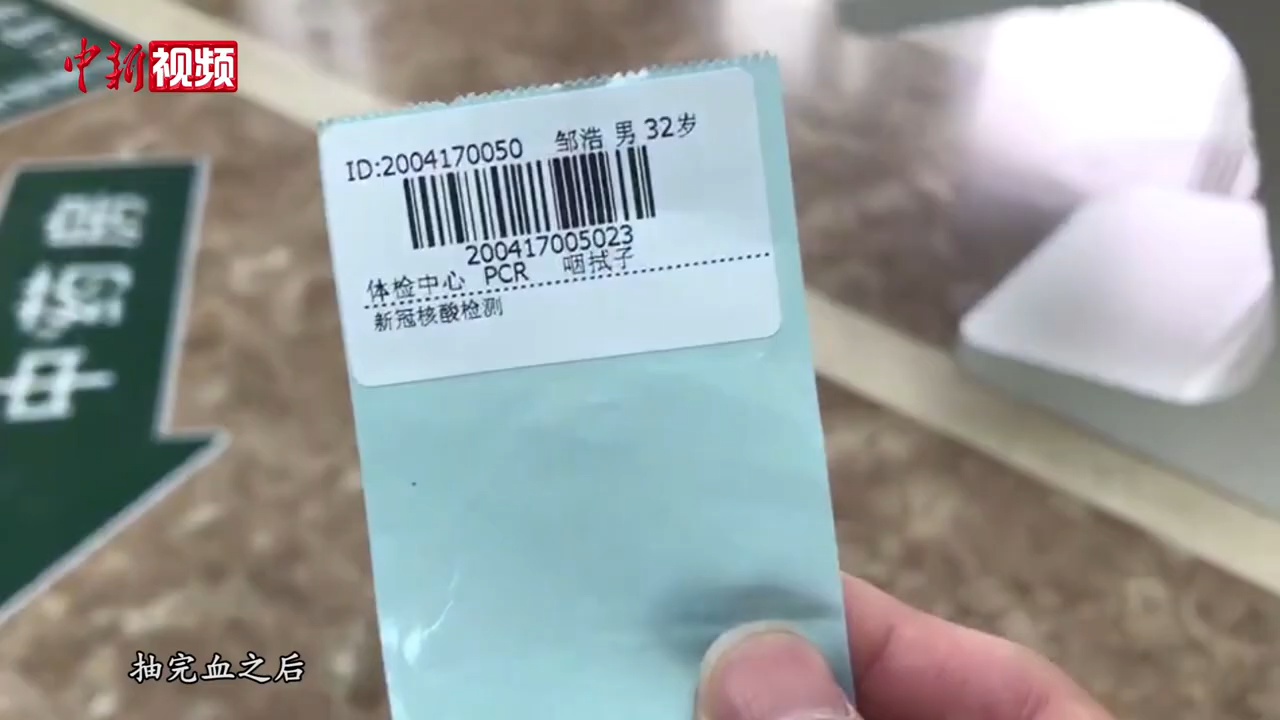 中新视频
ID:2004170050 邹浩 男 32岁
200417005023
体检中心 PCR 咽拭子
新冠核酸检测
抽完血之后